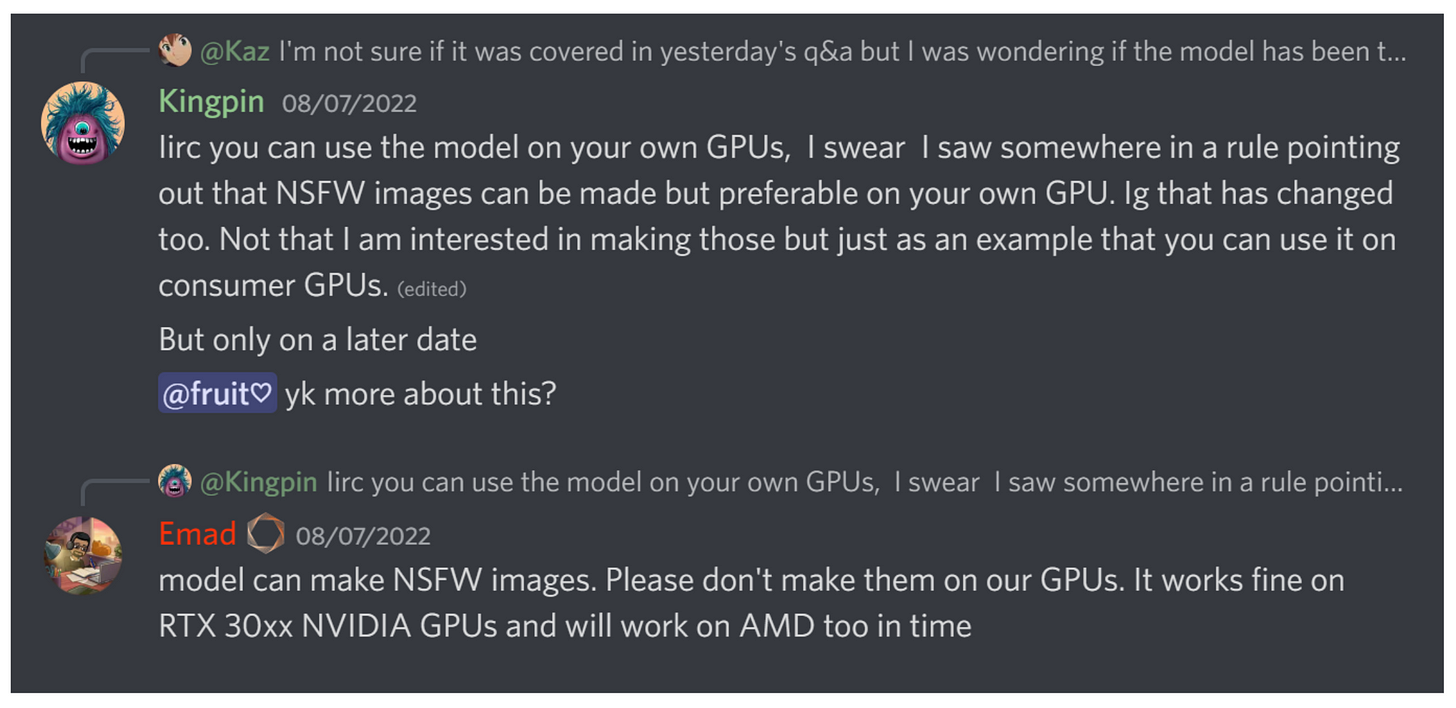 @Kaz I'm not sure if it was covered in yesterday's q&a but I was wondering if the model has been t...
Kingpin 08/07/2022
Iirc you can use the model on your own GPUs, I swear I saw somewhere in a rule pointing
out that NSFW images can be made but preferable on your own GPU. Ig that has changed
too. Not that I am interested in making those but just as an example that you can use it on
consumer GPUs. (edited)
But only on a later date
@fruit♡ yk more about this?
@Kingpin Iirc you can use the model on your own GPUs, I swear I saw somewhere in a rule pointi...
Emad 08/07/2022
model can make NSFW images. Please don't make them on our GPUs. It works fine on
RTX 30xx NVIDIA GPUs and will work on AMD too in time